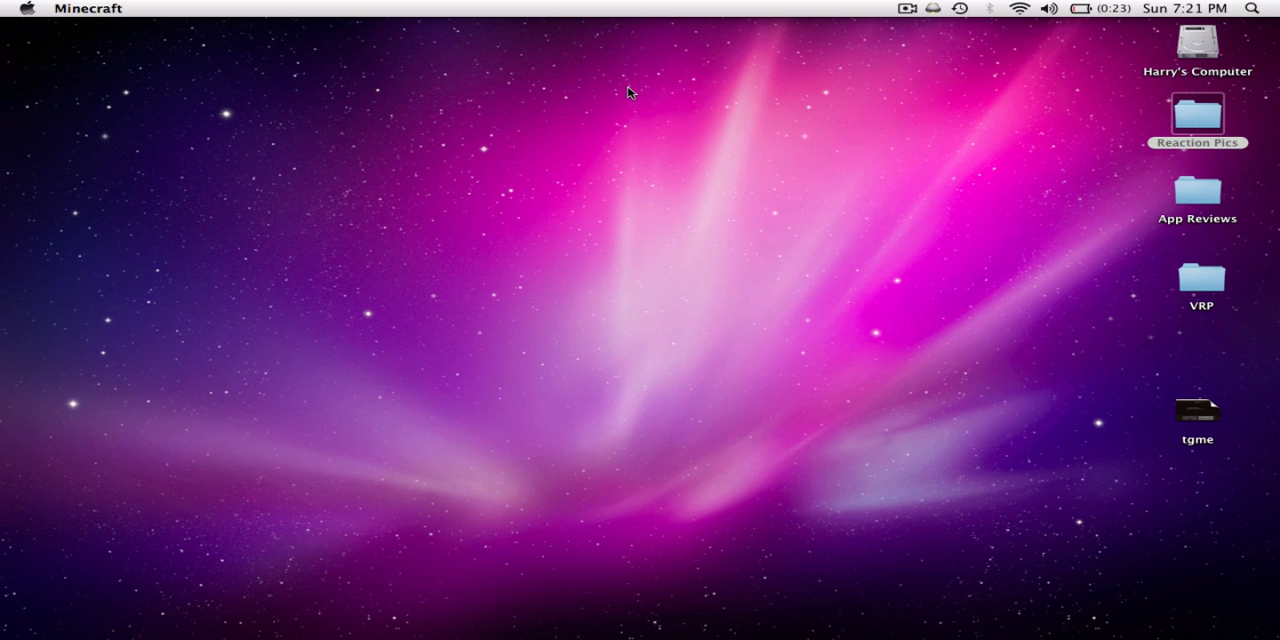 Minecraft
(0:23) Sun 7:21 PM
Harry's Computer
Reaction Pics
App Reviews
VRP
tgme